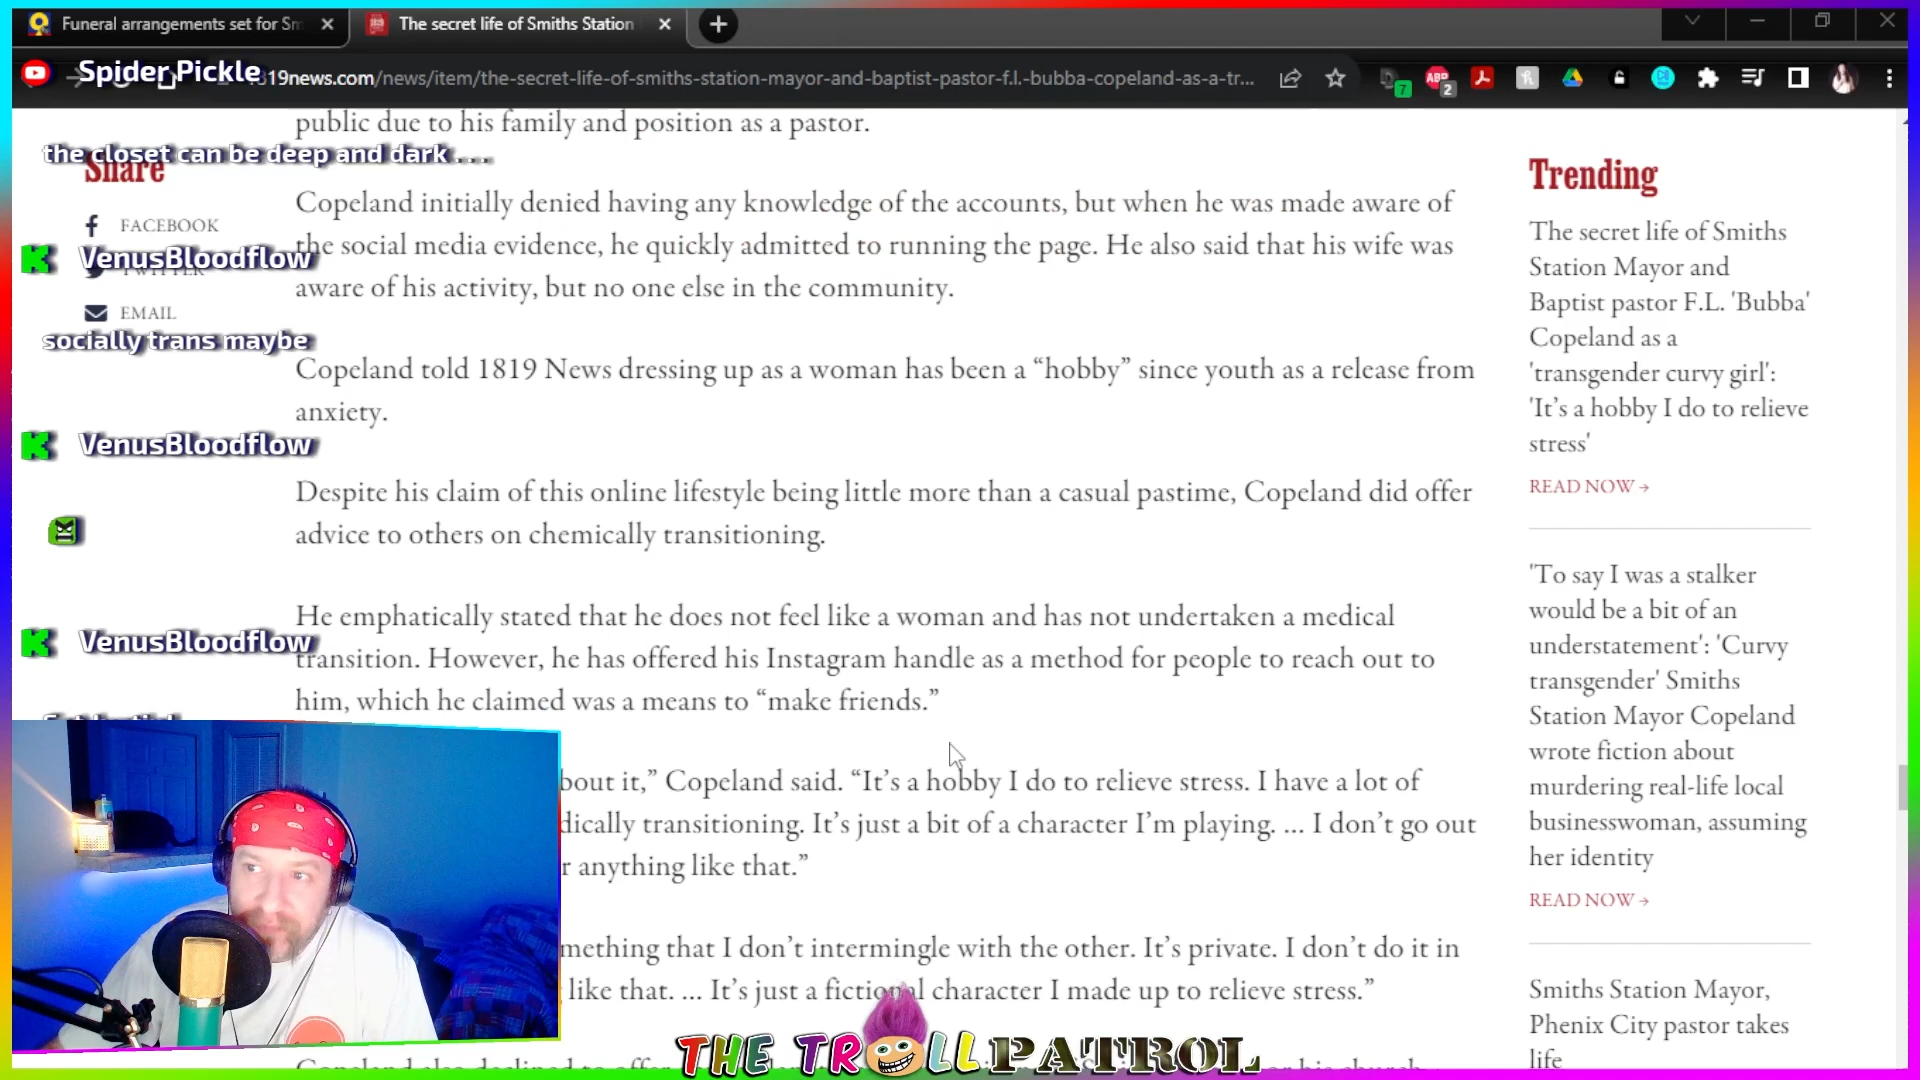 Funeral arrangements set for Sm
The secret life of Smiths Station
319news.com/news/item/the-secret-life-of-smiths-station-mayor-and-baptist-pastor-f.l.-bubba-copeland-as-a-tr...
7
ABP
2
Spider Pickle
the closet can be deep and dark . . .
Share
FACEBOOK
VenusBloodflow
TWITTER
EMAIL
socially trans maybe
VenusBloodflow
VenusBloodflow
public due to his family and position as a pastor.
Copeland initially denied having any knowledge of the accounts, but when he was made aware of
the social media evidence, he quickly admitted to running the page. He also said that his wife was
aware of his activity, but no one else in the community.
Copeland told 1819 News dressing up as a woman has been a “hobby” since youth as a release from
anxiety.
Despite his claim of this online lifestyle being little more than a casual pastime, Copeland did offer
advice to others on chemically transitioning.
He emphatically stated that he does not feel like a woman and has not undertaken a medical
transition. However, he has offered his Instagram handle as a method for people to reach out to
him, which he claimed was a means to “make friends.”
bout it,” Copeland said. “It’s a hobby I do to relieve stress. I have a lot of
dically transitioning. It’s just a bit of a character I’m playing. ... I don’t go out
r anything like that.”
mething that I don’t intermingle with the other. It’s private. I don’t do it in
like that. ... It’s just a fictional character I made up to relieve stress.”
Trending
The secret life of Smiths
Station Mayor and
Baptist pastor F.L. 'Bubba'
Copeland as a
'transgender curvy girl':
'It’s a hobby I do to relieve
stress'
READ NOW →
'To say I was a stalker
would be a bit of an
understatement': 'Curvy
transgender' Smiths
Station Mayor Copeland
wrote fiction about
murdering real-life local
businesswoman, assuming
her identity
READ NOW →
Smiths Station Mayor,
Phenix City pastor takes
life
THE TROLL PATROL